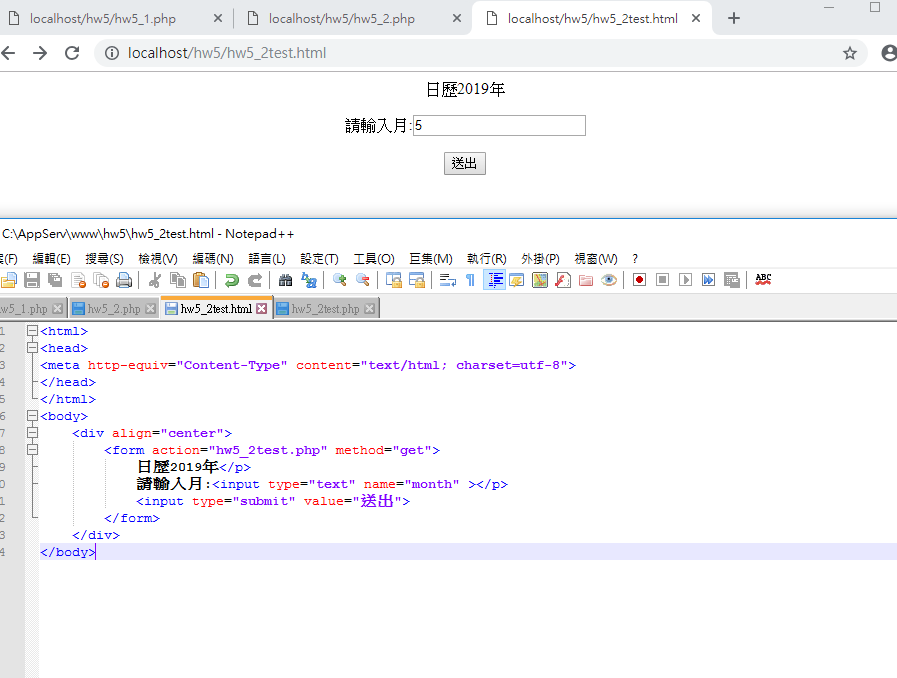 localhost/hw5/hw5_1.php localhost/hw5/hw5_2.php localhost/hw5/hw5_2test.html
localhost/hw5/hw5_2test.html
日歷2019年
請輸入月:5
送出
C:\AppServ\www\hw5\hw5_2test.html - Notepad++
(F) 編輯(E) 搜尋(S) 檢視(V) 編碼(N) 語言(L) 設定(T) 工具(O) 巨集(M) 執行(R) 外掛(P) 視窗(W) ?
ABC
w5_1.php hw5_2.php hw5_2test.html hw5_2test.php
1 <html>
2 <head>
3 <meta http-equiv="Content-Type" content="text/html; charset=utf-8">
4 </head>
5 </html>
6 <body>
7 <div align="center">
8 <form action="hw5_2test.php" method="get">
9 日歷2019年</p>
0 請輸入月:<input type="text" name="month" ></p>
1 <input type="submit" value="送出">
2 </form>
3 </div>
4 </body>